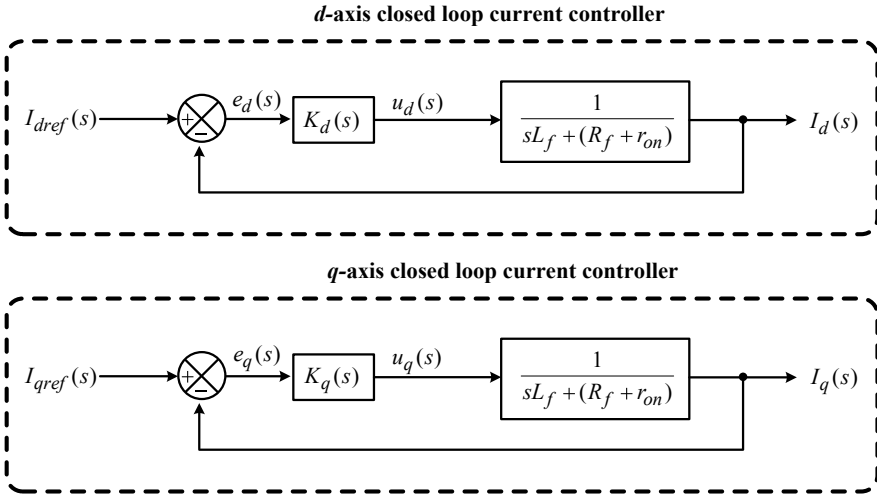 d-axis closed loop current controller
I_dref(s)
+
−
e_d(s)
K_d(s)
u_d(s)
1
sL_f+(R_f+r_on)
I_d(s)
q-axis closed loop current controller
I_qref(s)
+
−
e_q(s)
K_q(s)
u_q(s)
1
sL_f+(R_f+r_on)
I_q(s)